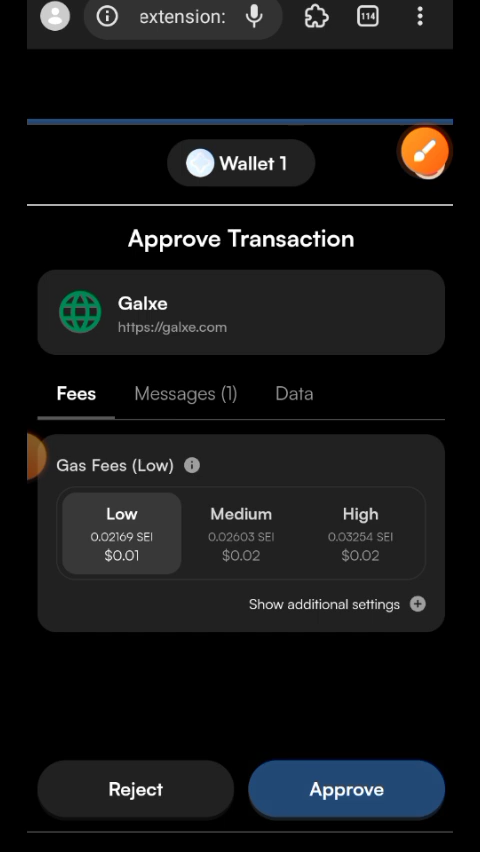 extension:
114
Wallet 1
Approve Transaction
Galxe
https://galxe.com
Fees Messages (1) Data
Gas Fees (Low)
Low Medium High
0.02169 SEI 0.02603 SEI 0.03254 SEI
$0.01 $0.02 $0.02
Show additional settings
Reject Approve